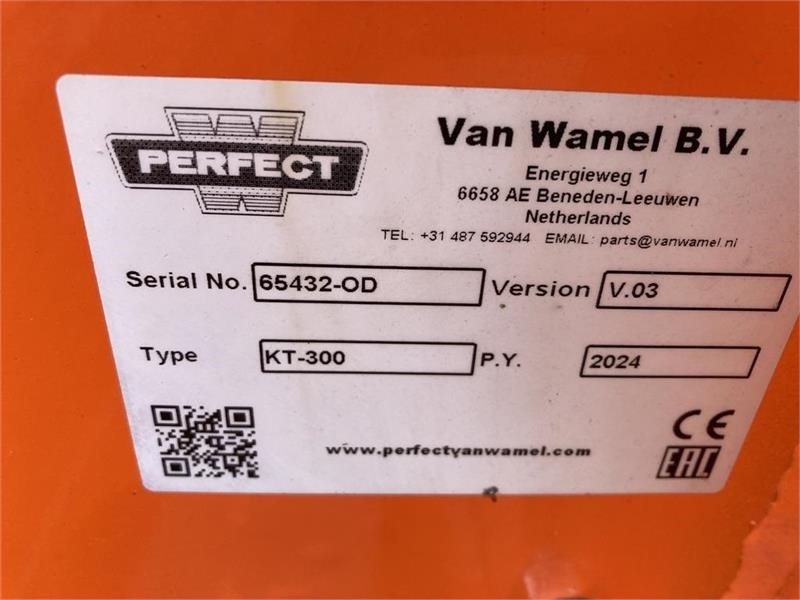 PERFECT
Van Wamel B.V.
Energieweg 1
6658 AE Beneden-Leeuwen
Netherlands
TEL: +31 487 592944 EMAIL: parts@vanwamel.nl
Serial No. 65432-OD Version V.03
Type KT-300 P.Y. 2024
www.perfectvanwamel.com
CE
EAC